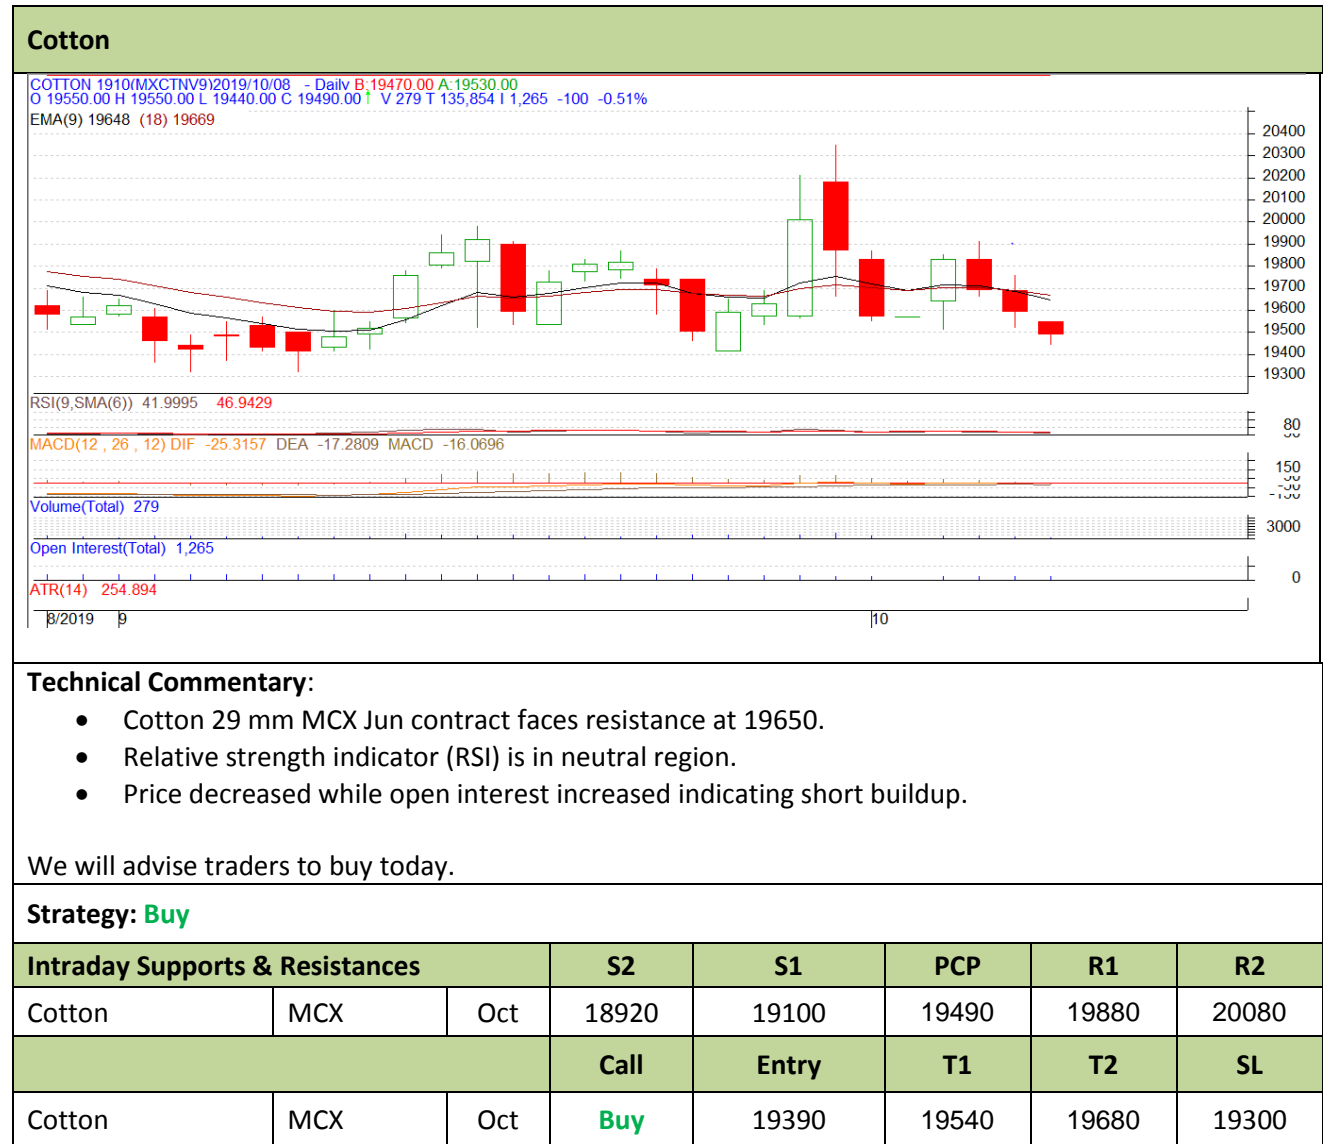 Cotton
COTTON 1910(MXCTNV9)2019/10/08 - Daily B:19470.00 A:19530.00
O 19550.00 H 19550.00 L 19440.00 C 19490.00↑ V 279 T 135,854 I 1,265 -100 -0.51%
EMA(9) 19648 (18) 19669
20400
20300
20200
20100
20000
19900
19800
19700
19600
19500
19400
19300
RSI(9,SMA(6)) 41.9995 46.9429
80
MACD(12 , 26 , 12) DIF -25.3157 DEA -17.2809 MACD -16.0696
150
-150
Volume(Total) 279
3000
Open Interest(Total) 1,265
0
ATR(14) 254.894
8/2019 9 10
Technical Commentary:
• Cotton 29 mm MCX Jun contract faces resistance at 19650.
• Relative strength indicator (RSI) is in neutral region.
• Price decreased while open interest increased indicating short buildup.
We will advise traders to buy today.
Strategy: Buy
Intraday Supports & Resistances S2 S1 PCP R1 R2
Cotton MCX Oct 18920 19100 19490 19880 20080
Call Entry T1 T2 SL
Cotton MCX Oct Buy 19390 19540 19680 19300